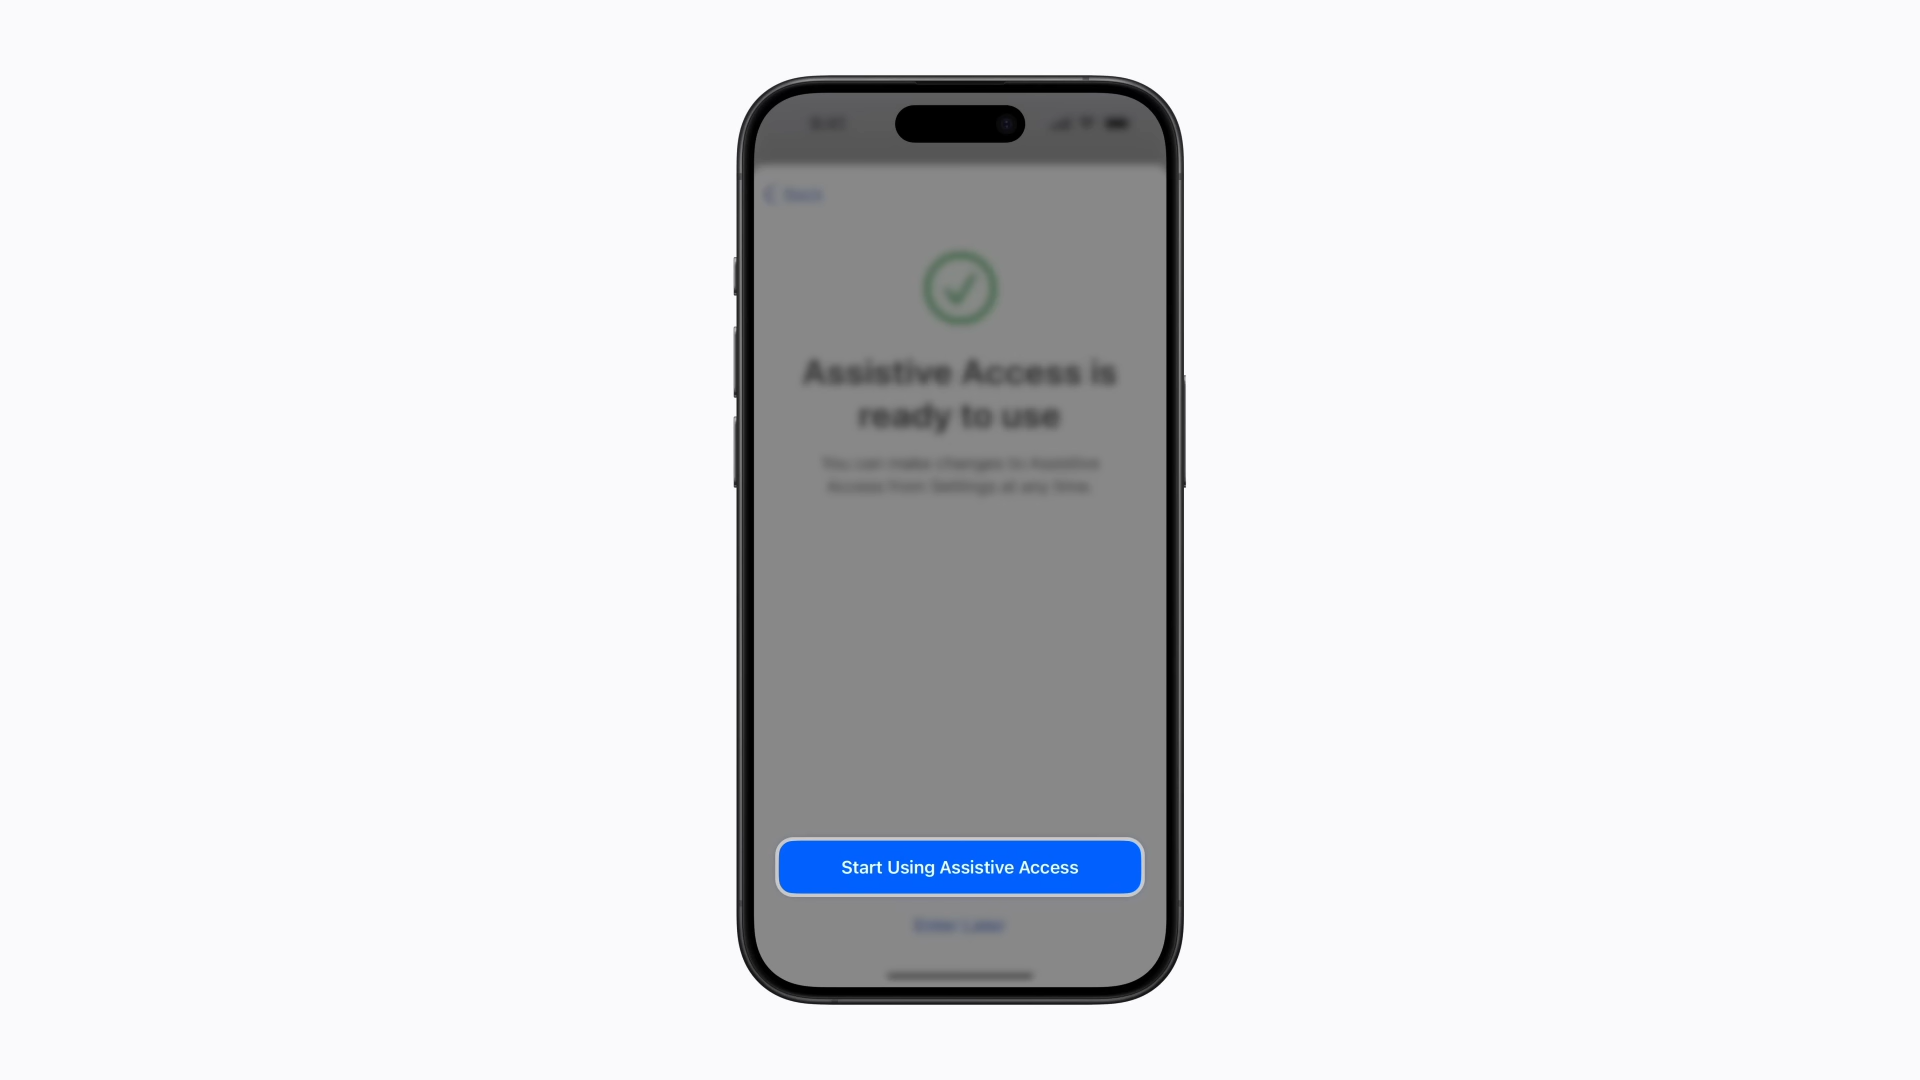 Back
Assistive Access is
ready to use
You can make changes to Assistive
Access from Settings at any time.
Start Using Assistive Access
Enter Later